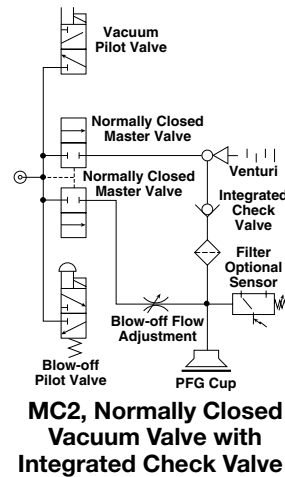 Vacuum
Pilot Valve
Normally Closed
Master Valve
Venturi
Normally Closed
Master Valve
Integrated
Check
Valve
Filter
Optional
Sensor
Blow-off Flow
Adjustment
Blow-off
Pilot Valve
PFG Cup
MC2, Normally Closed
Vacuum Valve with
Integrated Check Valve